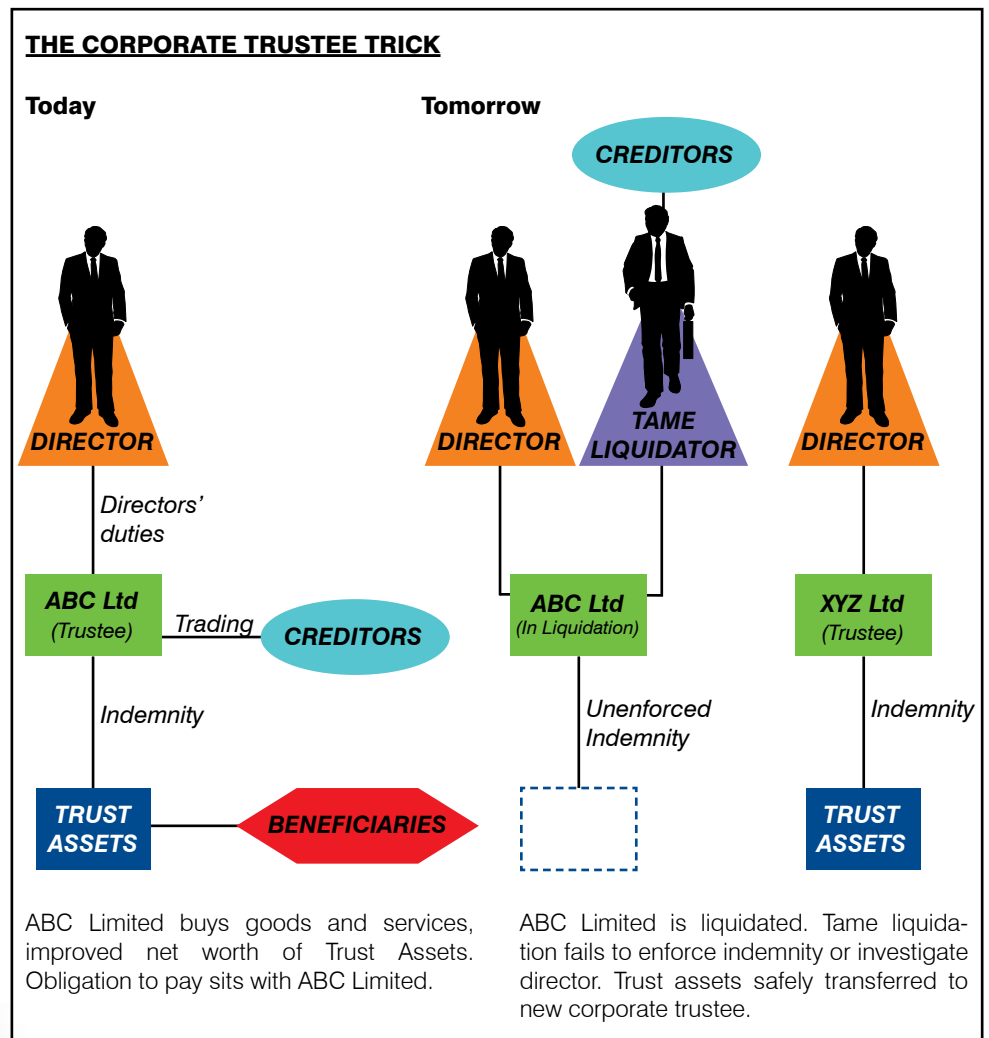 THE CORPORATE TRUSTEE TRICK
Today
Tomorrow
CREDITORS
DIRECTOR
DIRECTOR
TAME
LIQUIDATOR
DIRECTOR
Directors'
duties
ABC Ltd
(Trustee)
Trading
CREDITORS
ABC Ltd
(In Liquidation)
XYZ Ltd
(Trustee)
Indemnity
Unenforced
Indemnity
Indemnity
TRUST
ASSETS
BENEFICIARIES
TRUST
ASSETS
ABC Limited buys goods and services,
improved net worth of Trust Assets.
Obligation to pay sits with ABC Limited.
ABC Limited is liquidated. Tame liquida-
tion fails to enforce indemnity or investigate
director. Trust assets safely transferred to
new corporate trustee.